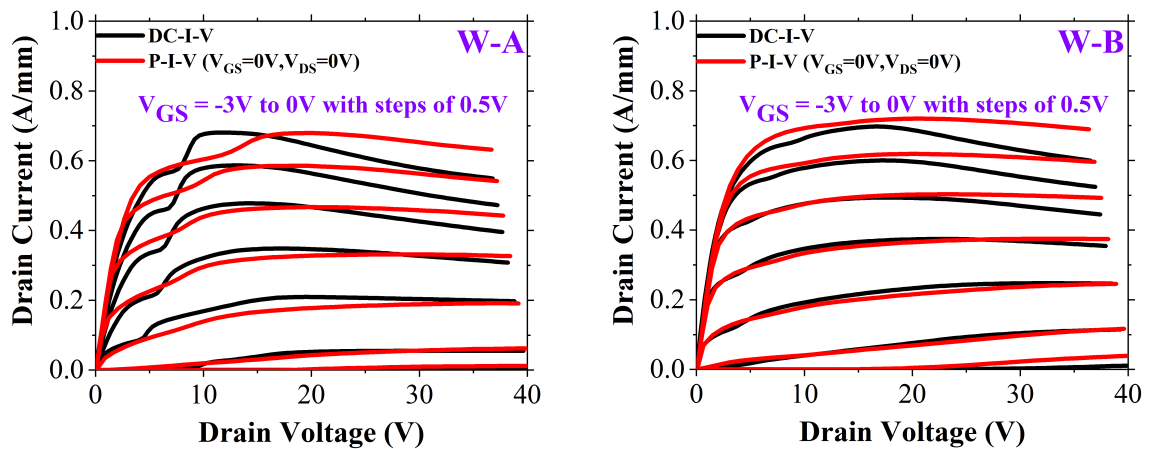 1.0
0.8
0.6
0.4
0.2
0.0
Drain Current (A/mm)
DC-I-V
P-I-V (VGS=0V,VDS=0V)
W-A
VGS = -3V to 0V with steps of 0.5V
0 10 20 30 40
Drain Voltage (V)
1.0
0.8
0.6
0.4
0.2
0.0
Drain Current (A/mm)
DC-I-V
P-I-V (VGS=0V,VDS=0V)
W-B
VGS = -3V to 0V with steps of 0.5V
0 10 20 30 40
Drain Voltage (V)